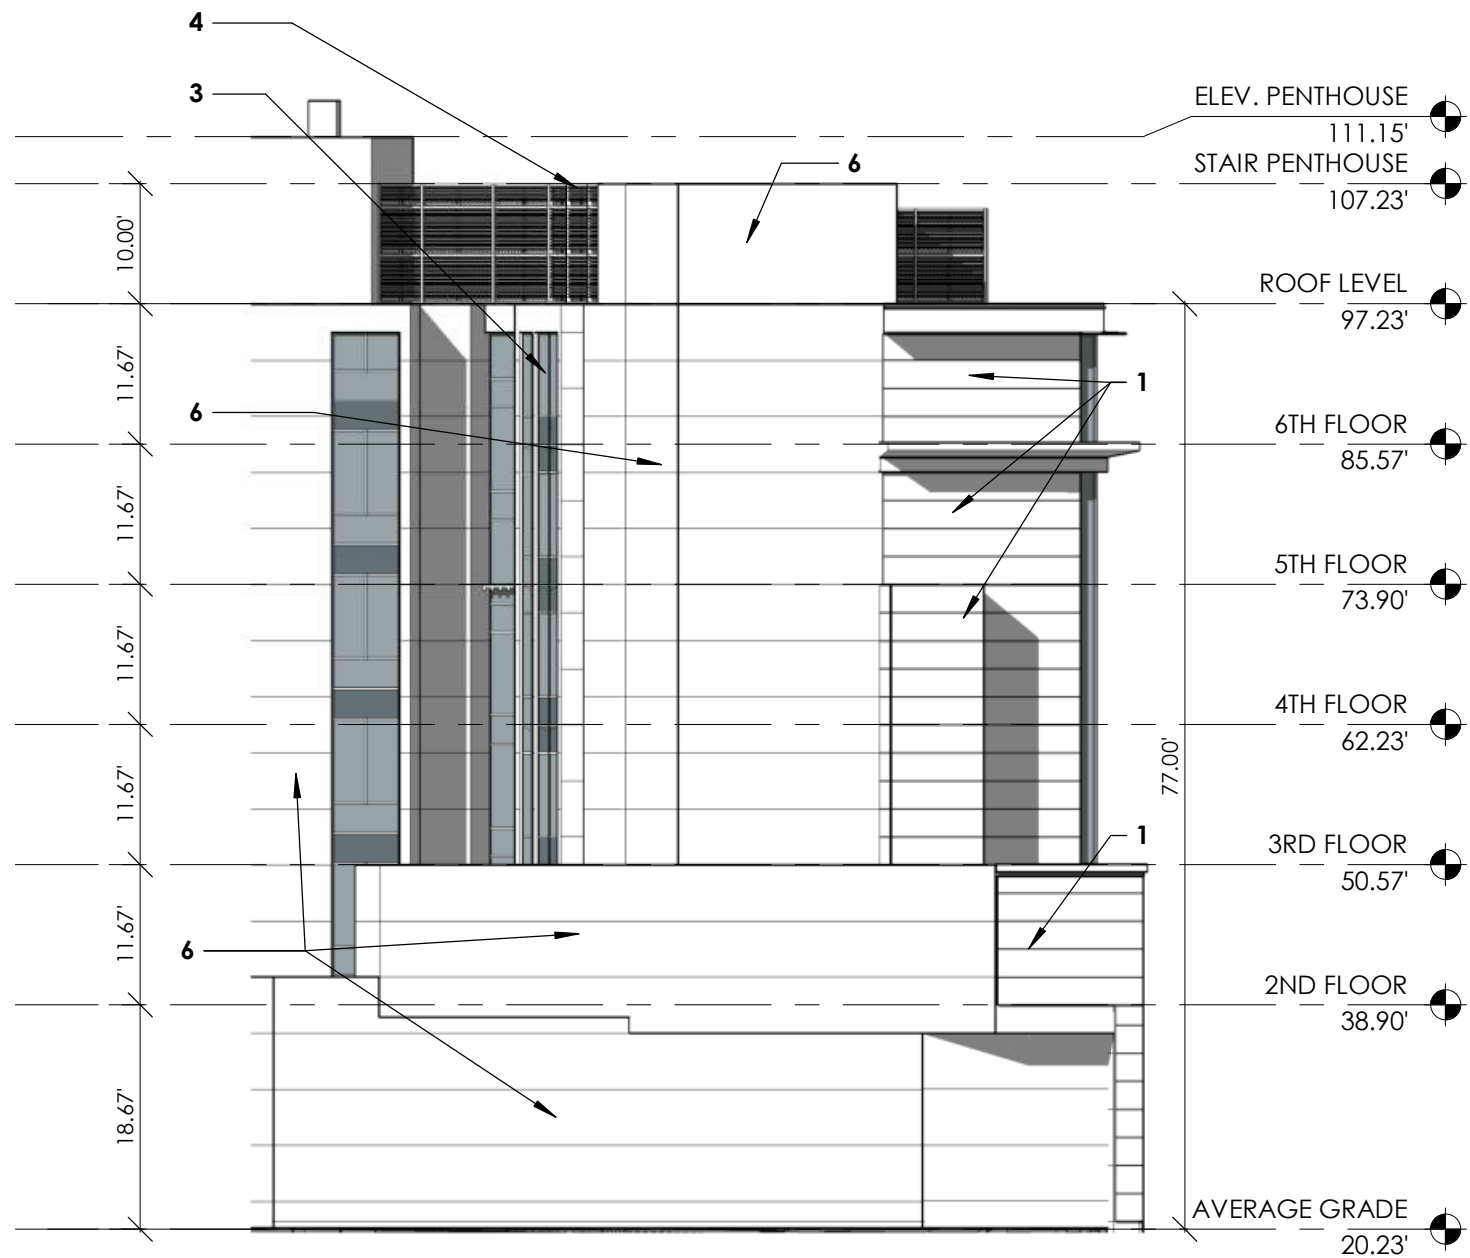 4
3
ELEV. PENTHOUSE
111.15'
6
STAIR PENTHOUSE
107.23'
10.00'
ROOF LEVEL
97.23'
11.67'
1
6
6TH FLOOR
85.57'
11.67'
5TH FLOOR
73.90'
11.67'
4TH FLOOR
62.23'
11.67'
77.00'
1
3RD FLOOR
50.57'
11.67'
6
2ND FLOOR
38.90'
18.67'
AVERAGE GRADE
20.23'